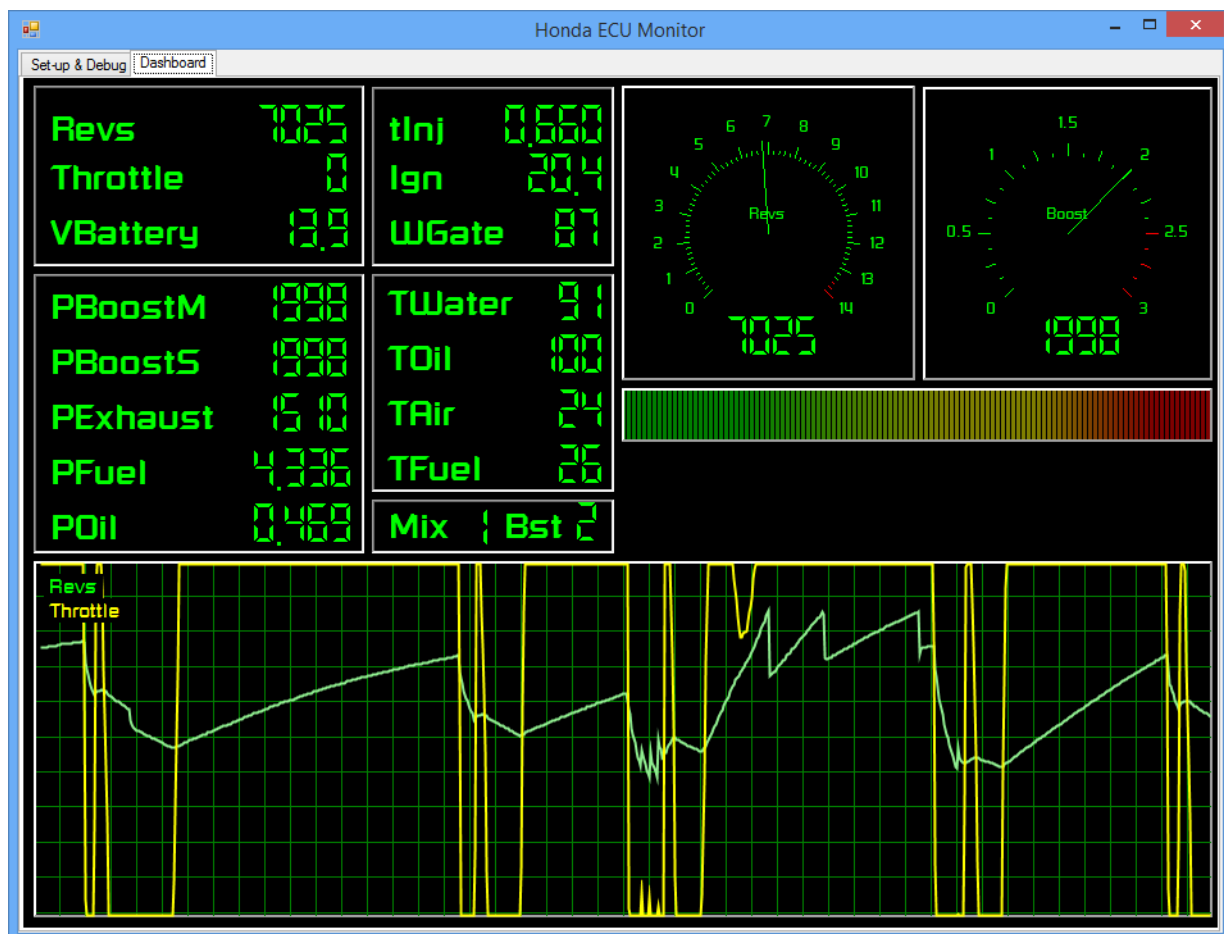 Honda ECU Monitor
Set-up & Debug Dashboard
Revs 7025
Throttle 0
VBattery 13.9
tInj 0.660
Ign 20.4
WGate 87
PBoostM 1998
PBoostS 1998
PExhaust 1510
PFuel 4.336
POil 0.469
TWater 91
TOil 100
TAir 24
TFuel 26
Mix 1 Bst 2
0 1 2 3 4 5 6 7 8 9 10 11 12 13 14
Revs
7025
0 0.5 1 1.5 2 2.5 3
Boost
1998
Revs
Throttle